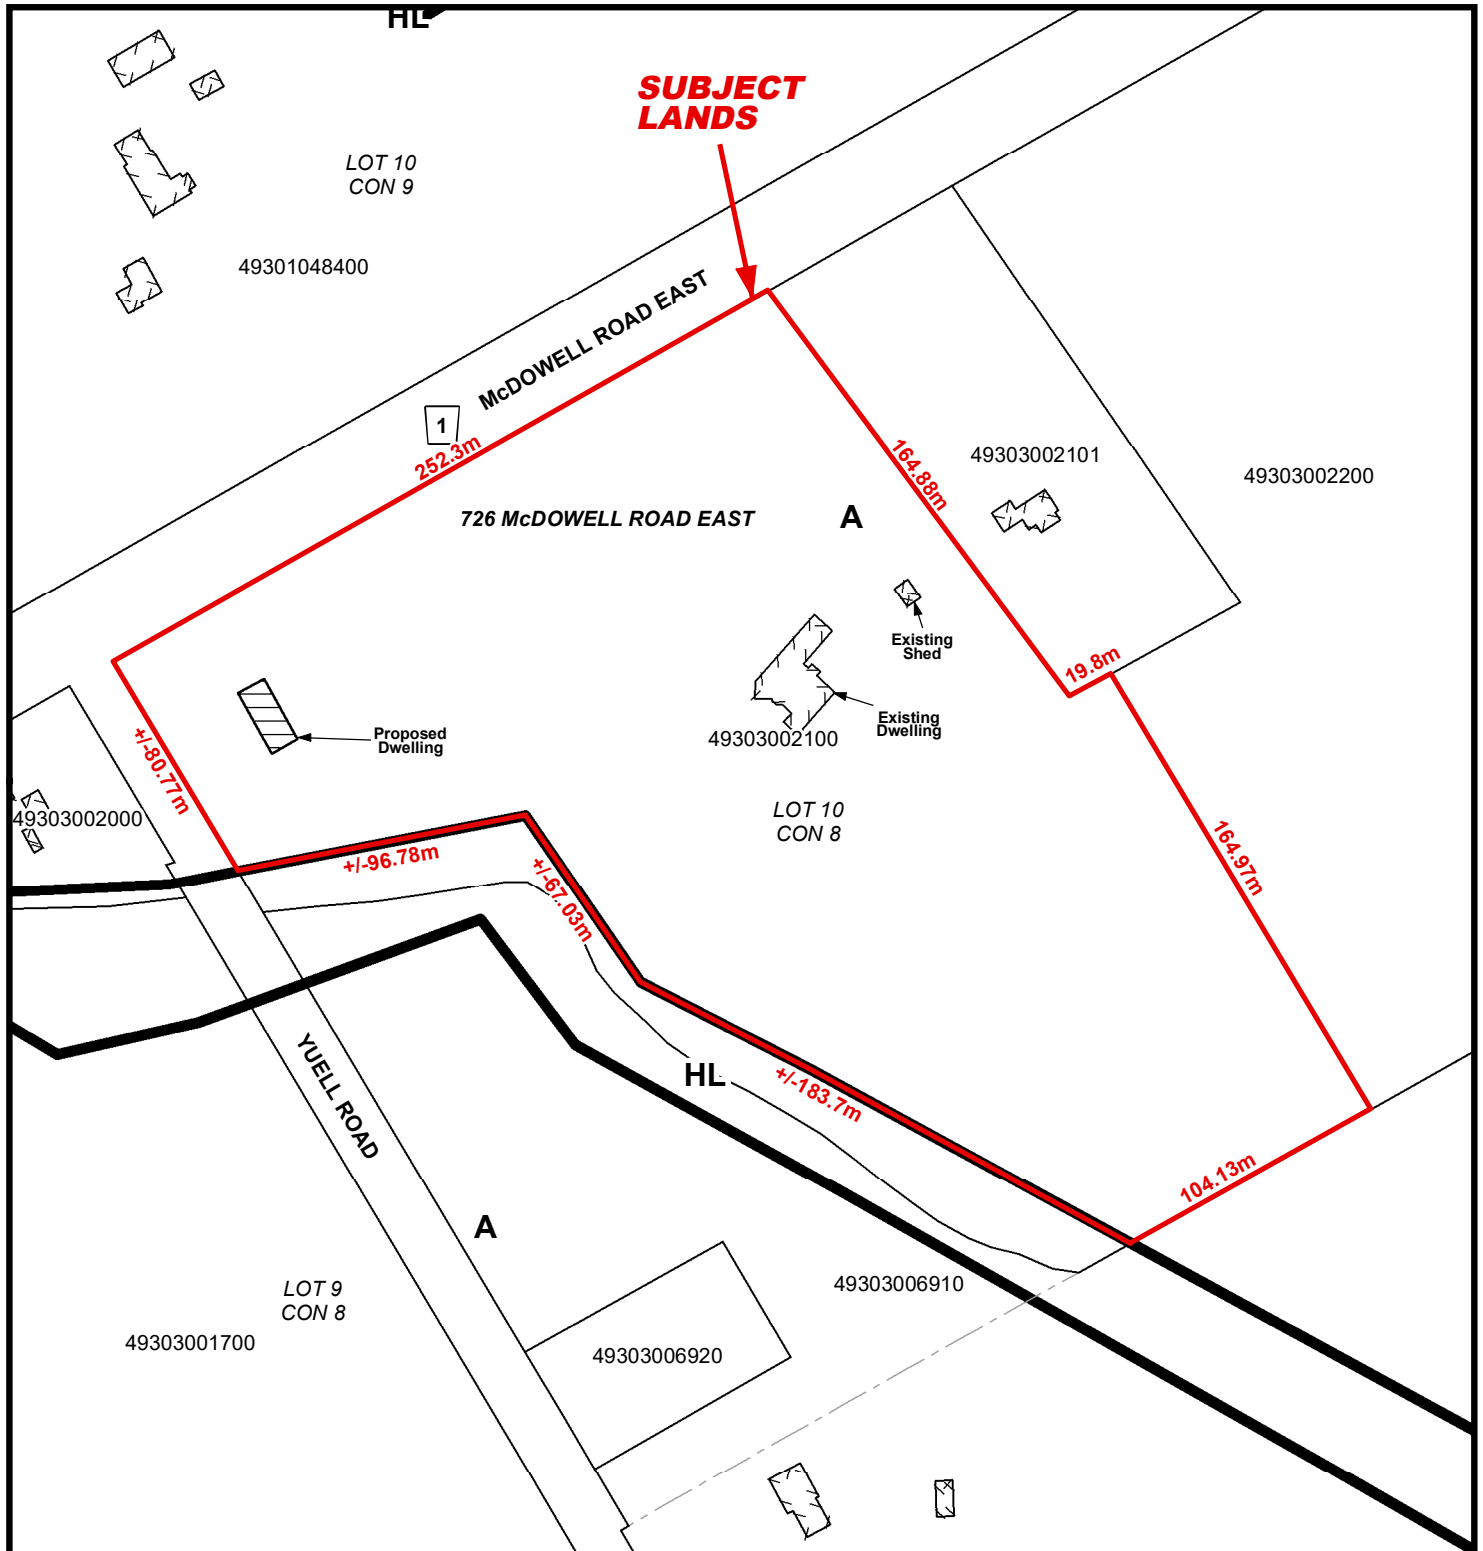 HL
SUBJECT
LANDS
LOT 10
CON 9
49301048400
McDOWELL ROAD EAST
1
252.3m
164.88m
49303002101
49303002200
726 McDOWELL ROAD EAST
A
Existing
Shed
19.8m
Existing
Dwelling
Proposed
Dwelling
49303002100
+/-80.77m
49303002000
LOT 10
CON 8
+/-96.78m
+/-67.03m
164.97m
HL
+/-183.7m
YUELL ROAD
104.13m
A
LOT 9
CON 8
49303001700
49303006910
49303006920